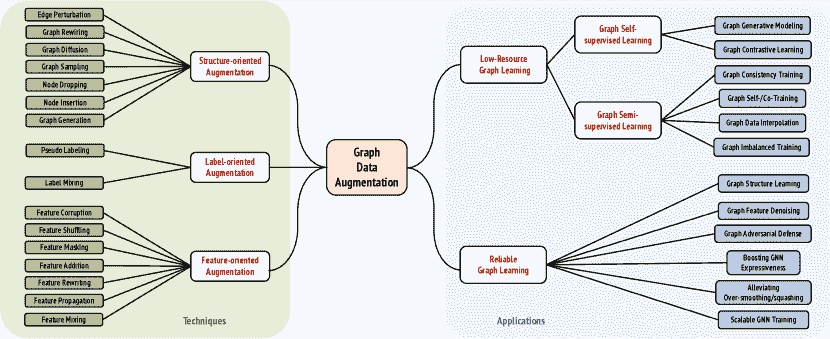 Edge Perturbation
Graph Rewiring
Graph Diffusion
Graph Sampling
Node Dropping
Node Insertion
Graph Generation
Structure-oriented
Augmentation
Pseudo Labeling
Label Mixing
Label-oriented
Augmentation
Feature Corruption
Feature Shuffling
Feature Masking
Feature Addition
Feature Rewriting
Feature Propagation
Feature Mixing
Feature-oriented
Augmentation
Techniques
Graph
Data
Augmentation
Low-Resource
Graph Learning
Graph Self-
supervised Learning
Graph Generative Modeling
Graph Contrastive Learning
Graph Semi-
supervised Learning
Graph Consistency Training
Graph Self-/Co-Training
Graph Data Interpolation
Graph Imbalanced Training
Reliable
Graph Learning
Graph Structure Learning
Graph Feature Denoising
Graph Adversarial Defense
Boosting GNN
Expressiveness
Alleviating
Over-smoothing/squashing
Scalable GNN Training
Applications